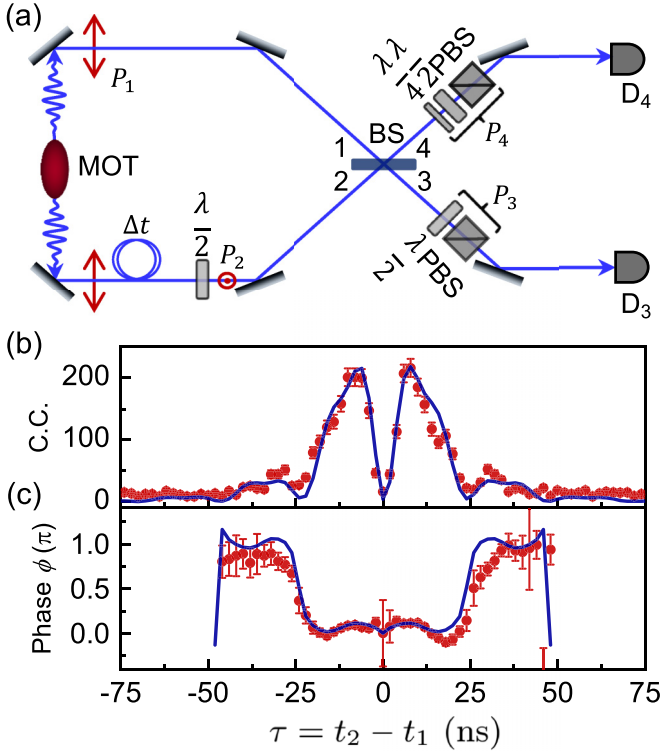 (a)
P₁
λ λ
4 2 PBS
P₄
D₄
BS
1 4
2 3
MOT
Δt
λ
2
P₂
P₃
λ
2
PBS
D₃
(b)
200
100
0
C.C.
(c)
1.0
0.5
0.0
Phase ϕ (π)
-75 -50 -25 0 25 50 75
τ = t₂ − t₁ (ns)